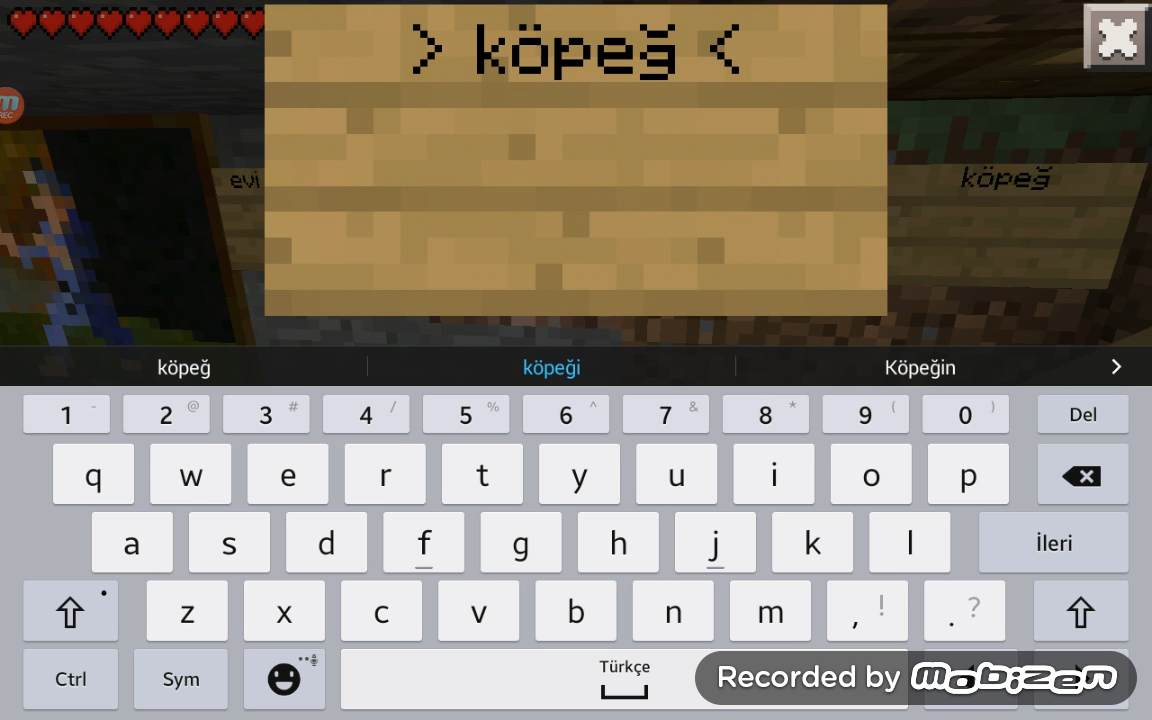 > köpeğ <
REC
evi
köpeğ
köpeğ köpeği Köpeğin >
1 - 2 @ 3 # 4 / 5 % 6 ^ 7 & 8 * 9 ( 0 ) Del
q w e r t y u i o p
a s d f g h j k l İleri
z x c v b n m , ! . ?
Ctrl Sym Türkçe
Recorded by mobizen